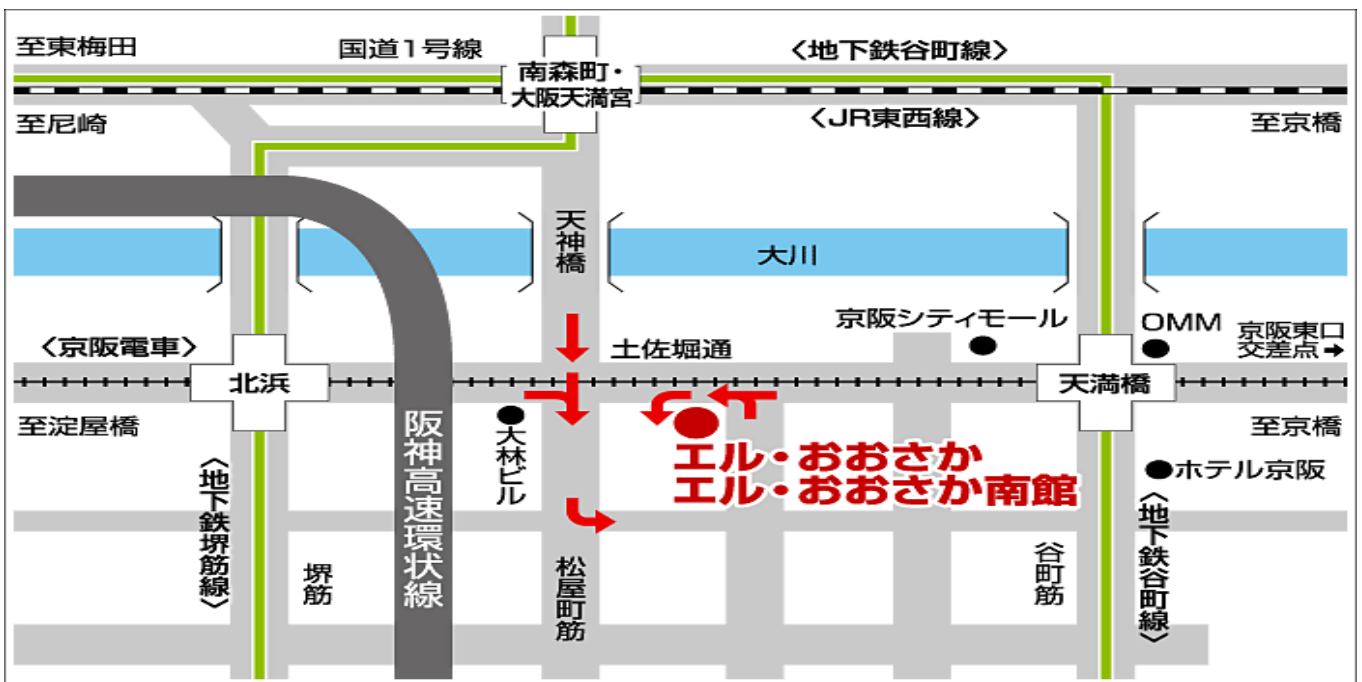 至東梅田
国道1号線
〈地下鉄谷町線〉
南森町・
大阪天満宮
至尼崎
〈JR東西線〉
至京橋
天神橋
大川
京阪シティモール
OMM
京阪東口
交差点→
〈京阪電車〉
土佐堀通
北浜
天満橋
至淀屋橋
大林ビル
阪神高速環状線
エル・おおさか
エル・おおさか南館
至京橋
ホテル京阪
〈地下鉄堺筋線〉
堺筋
松屋町筋
谷町筋
〈地下鉄谷町線〉